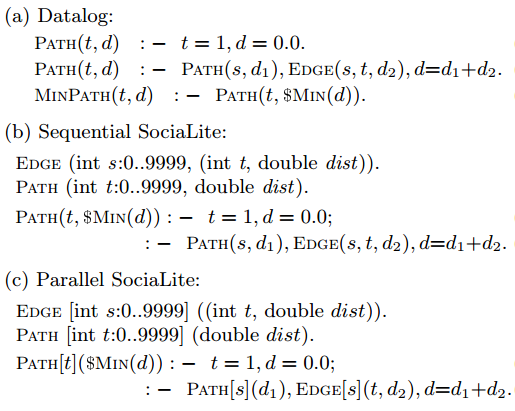 (a) Datalog:
PATH(t, d) :− t = 1, d = 0.0.
PATH(t, d) :− PATH(s, d₁), EDGE(s, t, d₂), d=d₁+d₂.
MINPATH(t, d) :− PATH(t, $MIN(d)).
(b) Sequential SociaLite:
EDGE (int s:0..9999, (int t, double dist)).
PATH (int t:0..9999, double dist).
PATH(t, $MIN(d)) :− t = 1, d = 0.0;
:− PATH(s, d₁), EDGE(s, t, d₂), d=d₁+d₂.
(c) Parallel SociaLite:
EDGE [int s:0..9999] ((int t, double dist)).
PATH [int t:0..9999] (double dist).
PATH[t]($MIN(d)) :− t = 1, d = 0.0;
:− PATH[s](d₁), EDGE[s](t, d₂), d=d₁+d₂.